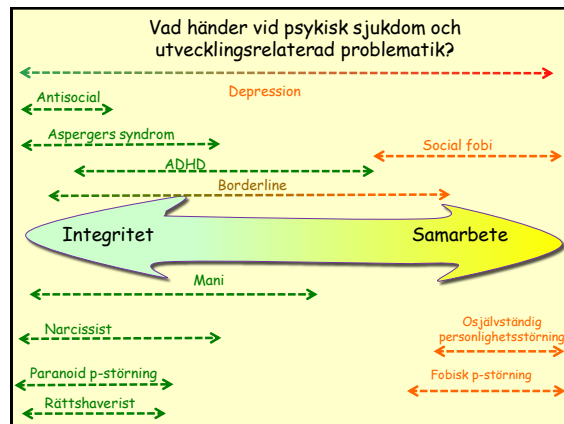 Vad händer vid psykisk sjukdom och
utvecklingsrelaterad problematik?
Depression
Antisocial
Aspergers syndrom
Social fobi
ADHD
Borderline
Integritet
Samarbete
Mani
Narcissist
Osjälvständig
personlighetsstörning
Paranoid p-störning
Fobisk p-störning
Rättshaverist